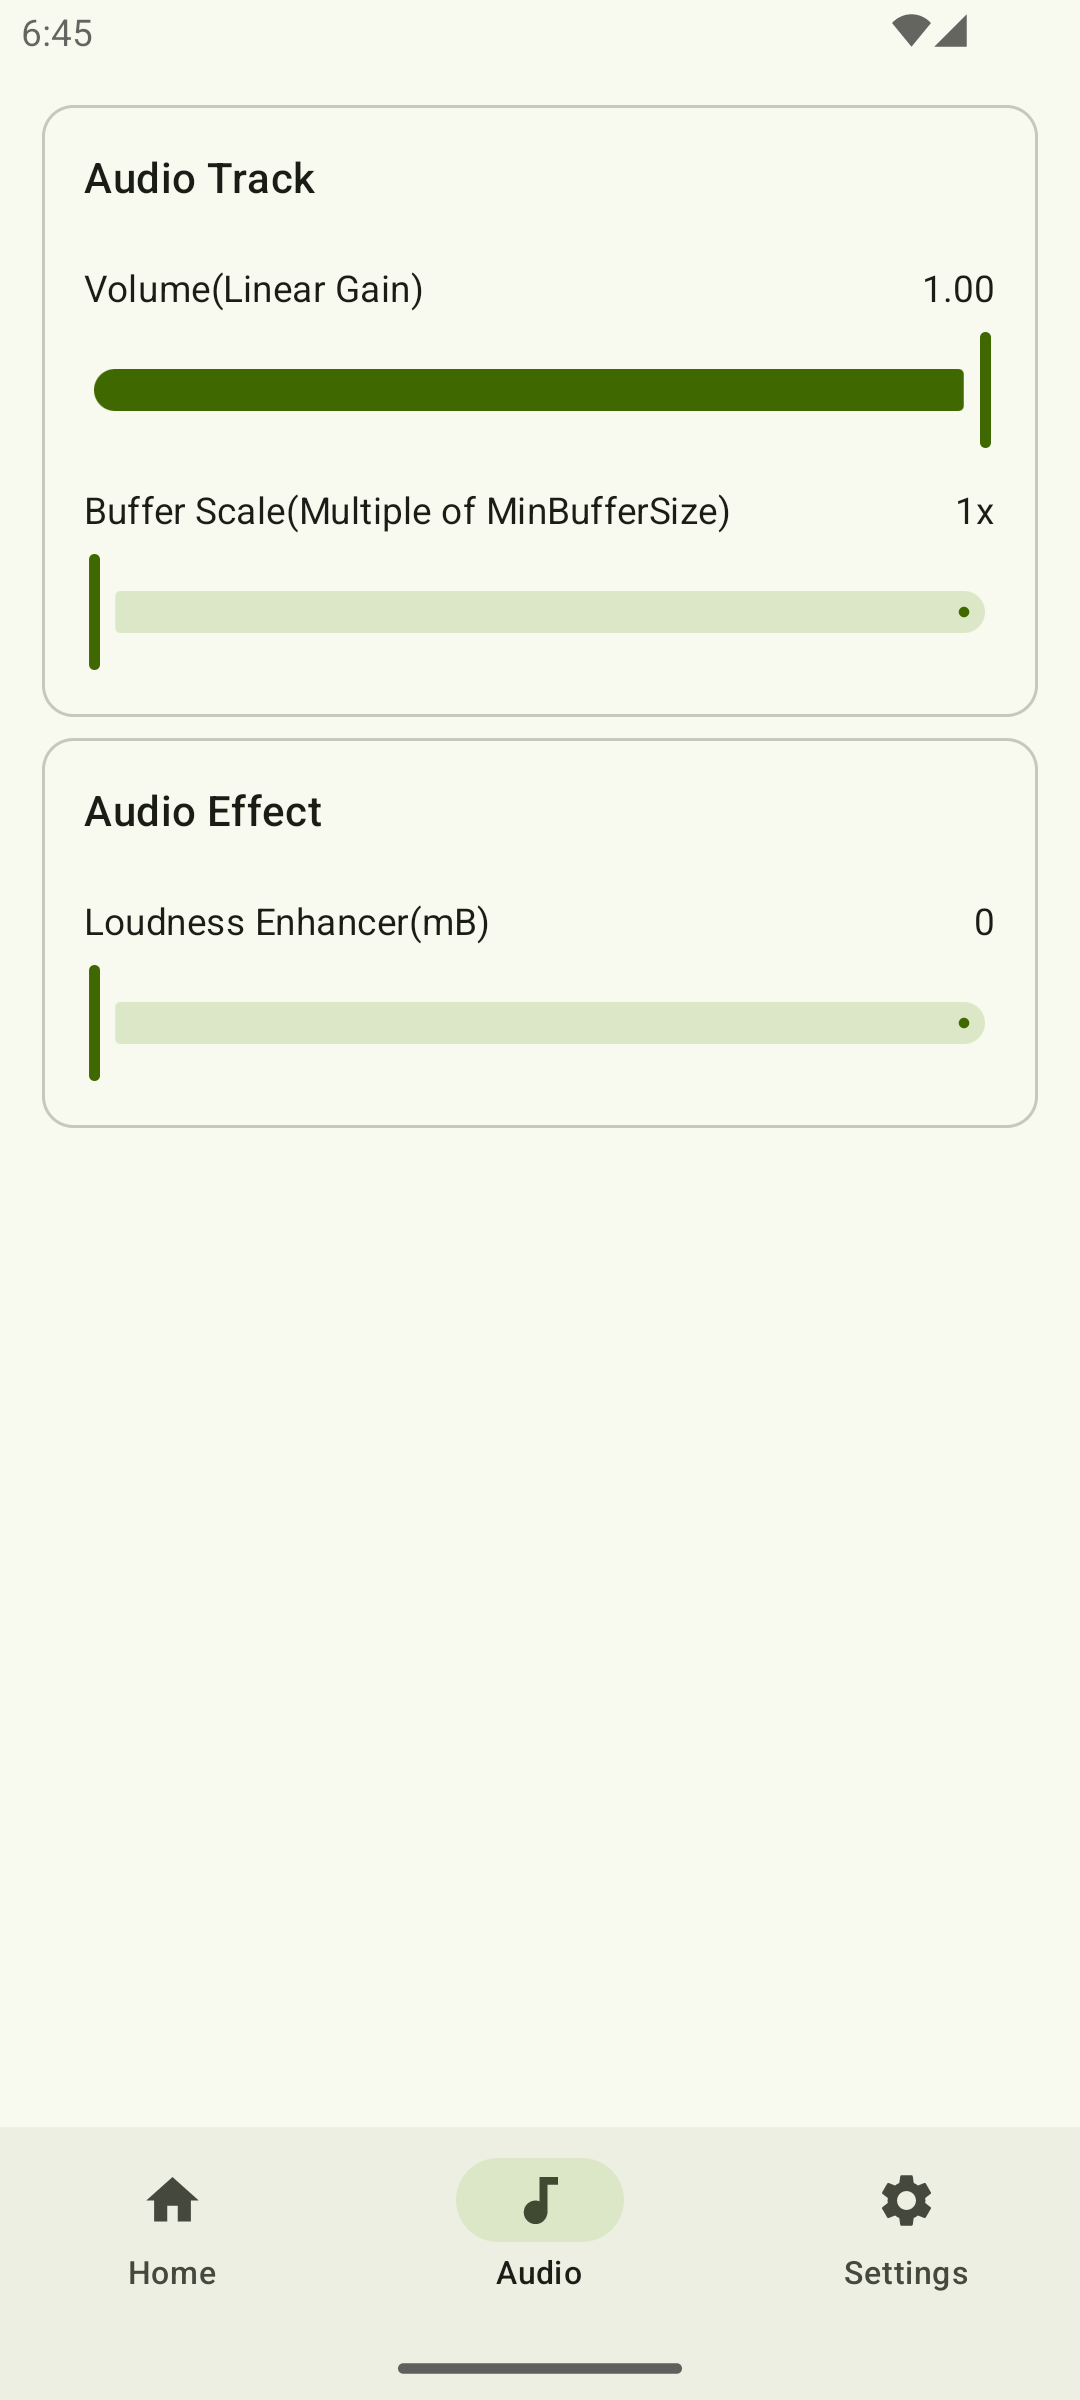 6:45
Audio Track
Volume(Linear Gain) 1.00
Buffer Scale(Multiple of MinBufferSize) 1x
Audio Effect
Loudness Enhancer(mB) 0
Home Audio Settings